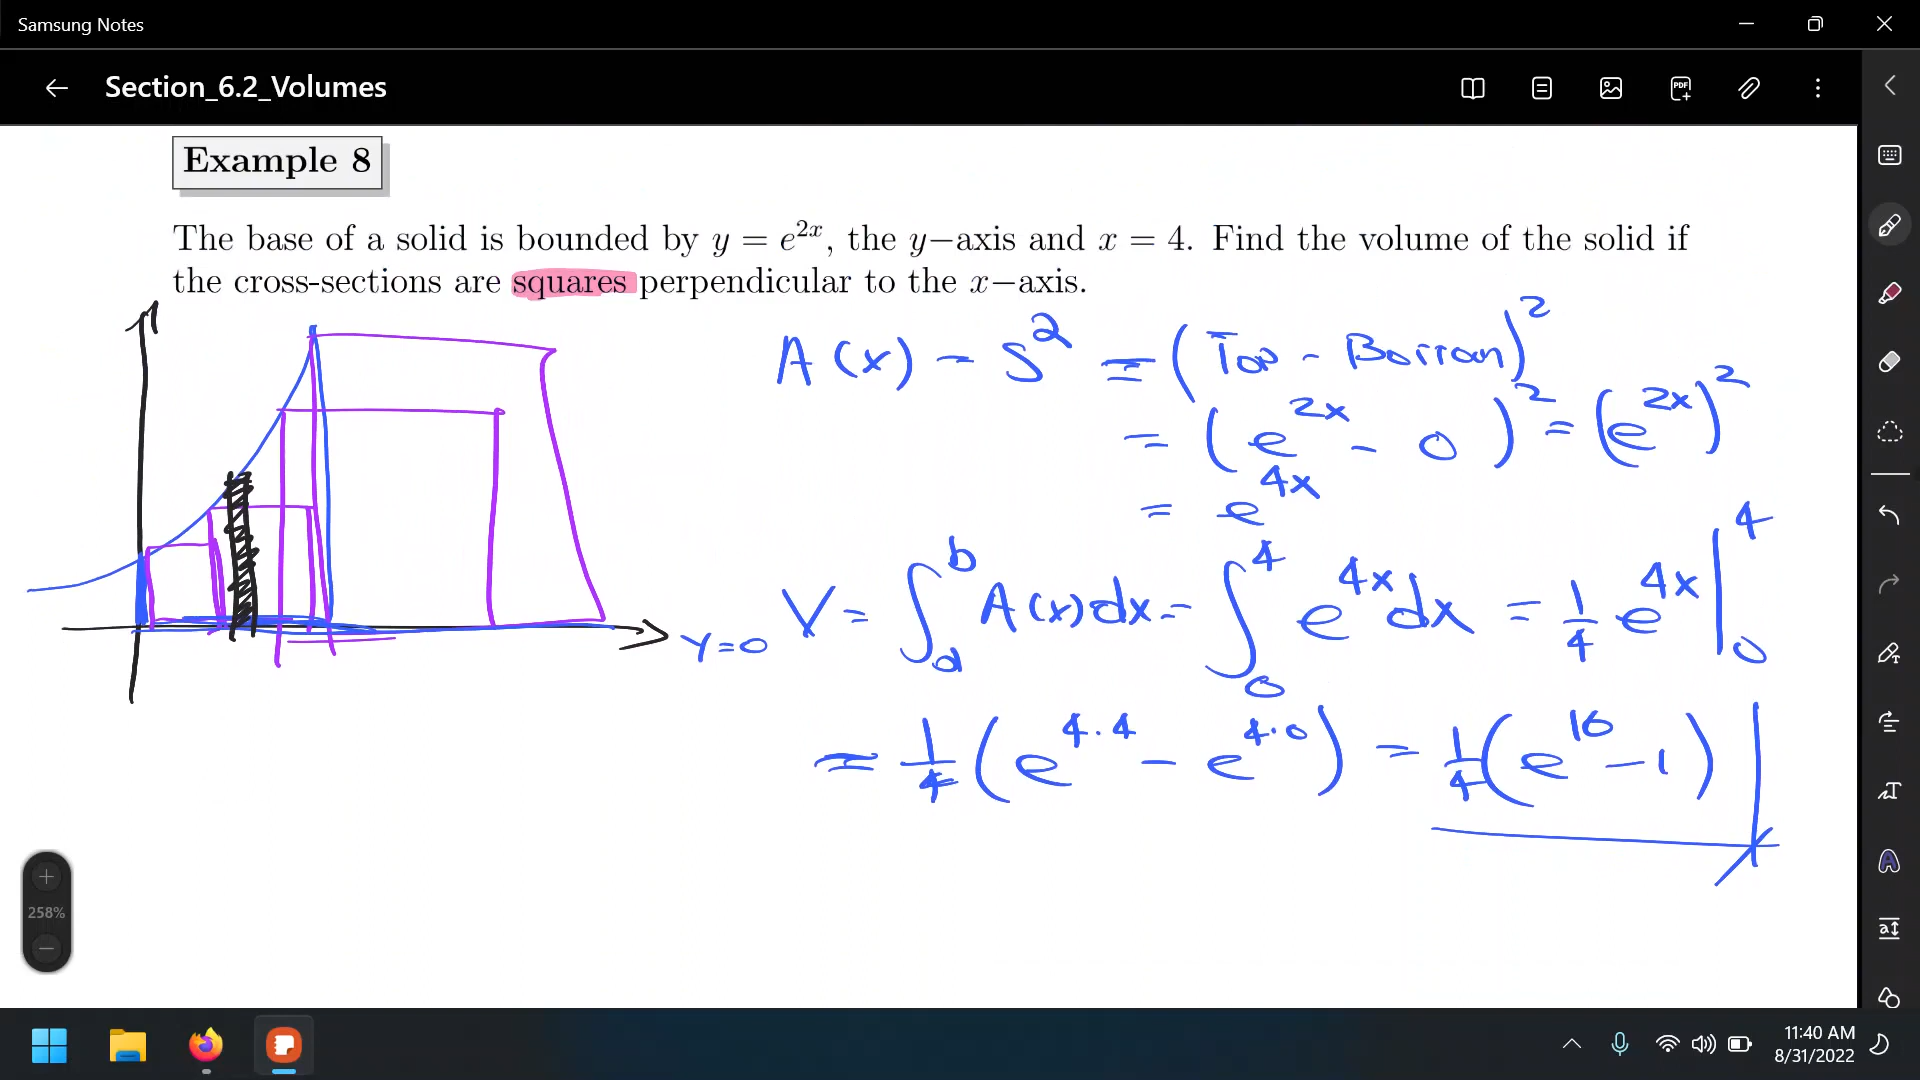 Samsung Notes
Section_6.2_Volumes
PDF
Example 8
The base of a solid is bounded by y = e^{2x}, the y−axis and x = 4. Find the volume of the solid if
the cross-sections are squares perpendicular to the x−axis.
A(x) = S^2 = (Top - Bottom)^2
= (e^{2x} - 0)^2 = (e^{2x})^2
= e^{4x}
y=0
V = ∫_a^b A(x)dx = ∫_0^4 e^{4x}dx = 1/4 e^{4x} |_0^4
= 1/4 (e^{4·4} - e^{4·0}) = 1/4 (e^{16} - 1)
258%
11:40 AM
8/31/2022